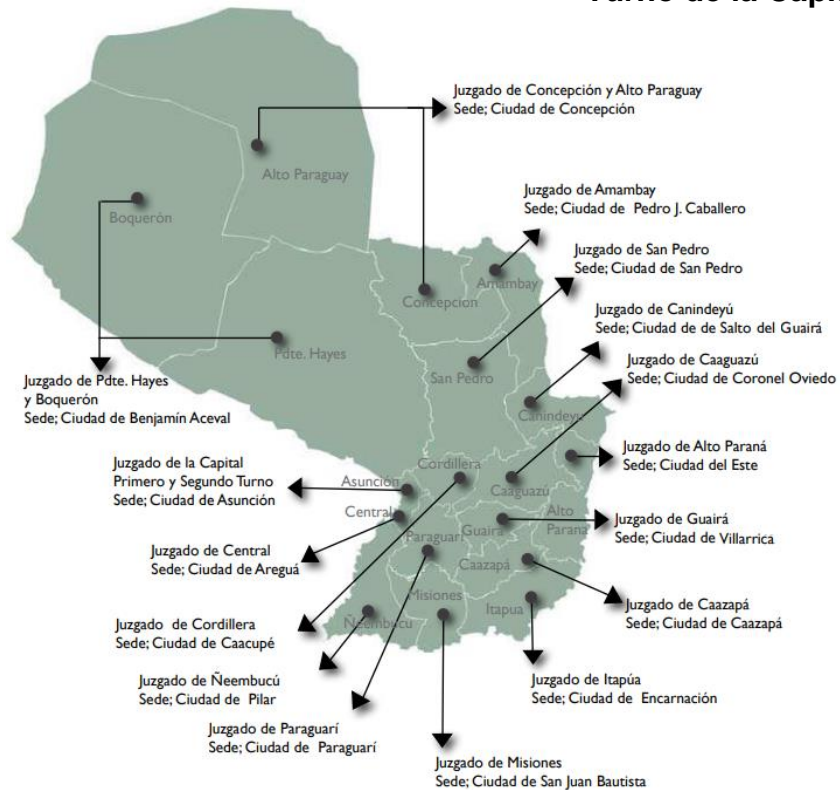 Juzgado de Concepción y Alto Paraguay
Sede; Ciudad de Concepción
Alto Paraguay
Boquerón
Juzgado de Amambay
Sede; Ciudad de Pedro J. Caballero
Juzgado de San Pedro
Sede; Ciudad de San Pedro
Amambay
Concepcion
Juzgado de Canindeyú
Sede; Ciudad de de Salto del Guairá
Pdte. Hayes
San Pedro
Juzgado de Caaguazú
Sede; Ciudad de Coronel Oviedo
Juzgado de Pdte. Hayes
y Boquerón
Sede; Ciudad de Benjamín Aceval
Canindeyu
Juzgado de Alto Paraná
Sede; Ciudad del Este
Juzgado de la Capital
Primero y Segundo Turno
Sede; Ciudad de Asunción
Cordillera
Asunción
Caaguazú
Central
Alto
Paraná
Guaira
Juzgado de Guairá
Sede; Ciudad de Villarrica
Paraguarí
Juzgado de Central
Sede; Ciudad de Areguá
Caazapá
Misiones
Itapua
Juzgado de Caazapá
Sede; Ciudad de Caazapá
Ñeembucú
Juzgado de Cordillera
Sede; Ciudad de Caacupé
Juzgado de Ñeembucú
Sede; Ciudad de Pilar
Juzgado de Itapúa
Sede; Ciudad de Encarnación
Juzgado de Paraguarí
Sede; Ciudad de Paraguarí
Juzgado de Misiones
Sede; Ciudad de San Juan Bautista